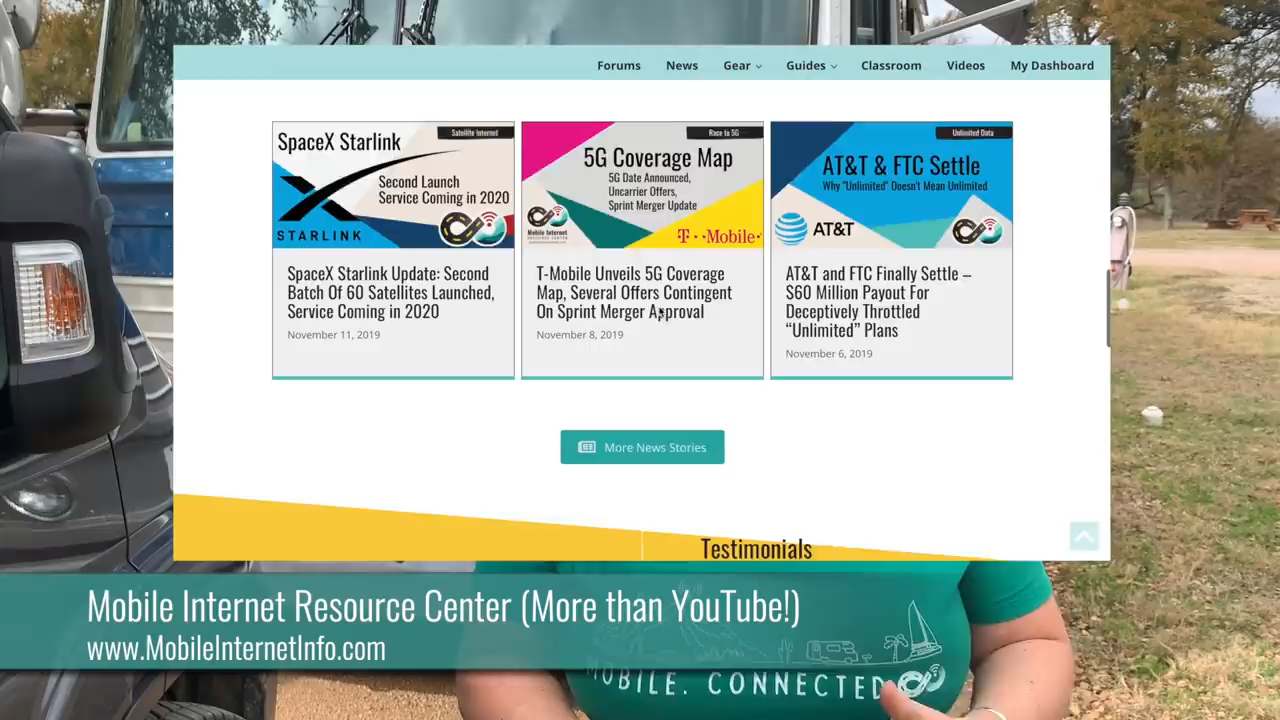 Forums News Gear Guides Classroom Videos My Dashboard
SpaceX Starlink
Satellite Internet
Second Launch
Service Coming in 2020
STARLINK
Race to 5G
5G Coverage Map
5G Date Announced,
Uncarrier Offers,
Sprint Merger Update
Mobile Internet
T-Mobile
Unlimited Data
AT&T & FTC Settle
Why "Unlimited" Doesn't Mean Unlimited
AT&T
SpaceX Starlink Update: Second
Batch Of 60 Satellites Launched,
Service Coming in 2020
November 11, 2019
T-Mobile Unveils 5G Coverage
Map, Several Offers Contingent
On Sprint Merger Approval
November 8, 2019
AT&T and FTC Finally Settle –
$60 Million Payout For
Deceptively Throttled
“Unlimited” Plans
November 6, 2019
More News Stories
Testimonials
Mobile Internet Resource Center (More than YouTube!)
www.MobileInternetInfo.com
MOBILE. CONNECTED